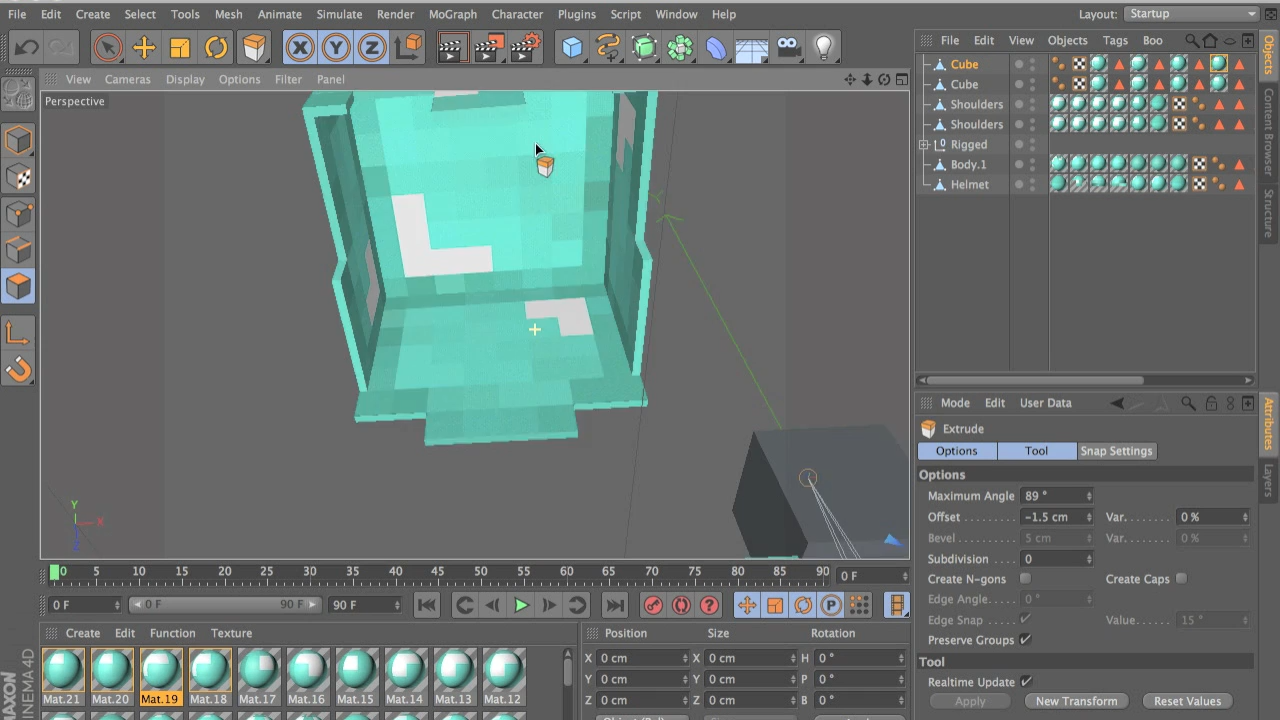 File Edit Create Select Tools Mesh Animate Simulate Render MoGraph Character Plugins Script Window Help Layout: Startup
X Y Z
File Edit View Objects Tags Boo
View Cameras Display Options Filter Panel
Perspective
Cube
Cube
Shoulders
Shoulders
Rigged
Body.1
Helmet
Objects
Content Browser
Structure
Mode Edit User Data
Extrude
Options Tool Snap Settings
Options
Maximum Angle 89 °
Offset -1.5 cm Var. 0 %
Bevel 5 cm Var. 0 %
Subdivision 0
Create N-gons Create Caps
Edge Angle 0 °
Edge Snap Value 15 °
Preserve Groups
Tool
Realtime Update
Apply New Transform Reset Values
Attributes
Layers
Y
X
Z
0 5 10 15 20 25 30 35 40 45 50 55 60 65 70 75 80 85 90 0 F
0 F 0 F 90 F 90 F
P
Create Edit Function Texture
Mat.21 Mat.20 Mat.19 Mat.18 Mat.17 Mat.16 Mat.15 Mat.14 Mat.13 Mat.12
Position Size Rotation
X 0 cm X 0 cm H 0 °
Y 0 cm Y 0 cm P 0 °
Z 0 cm Z 0 cm B 0 °
MAXON
CINEMA 4D